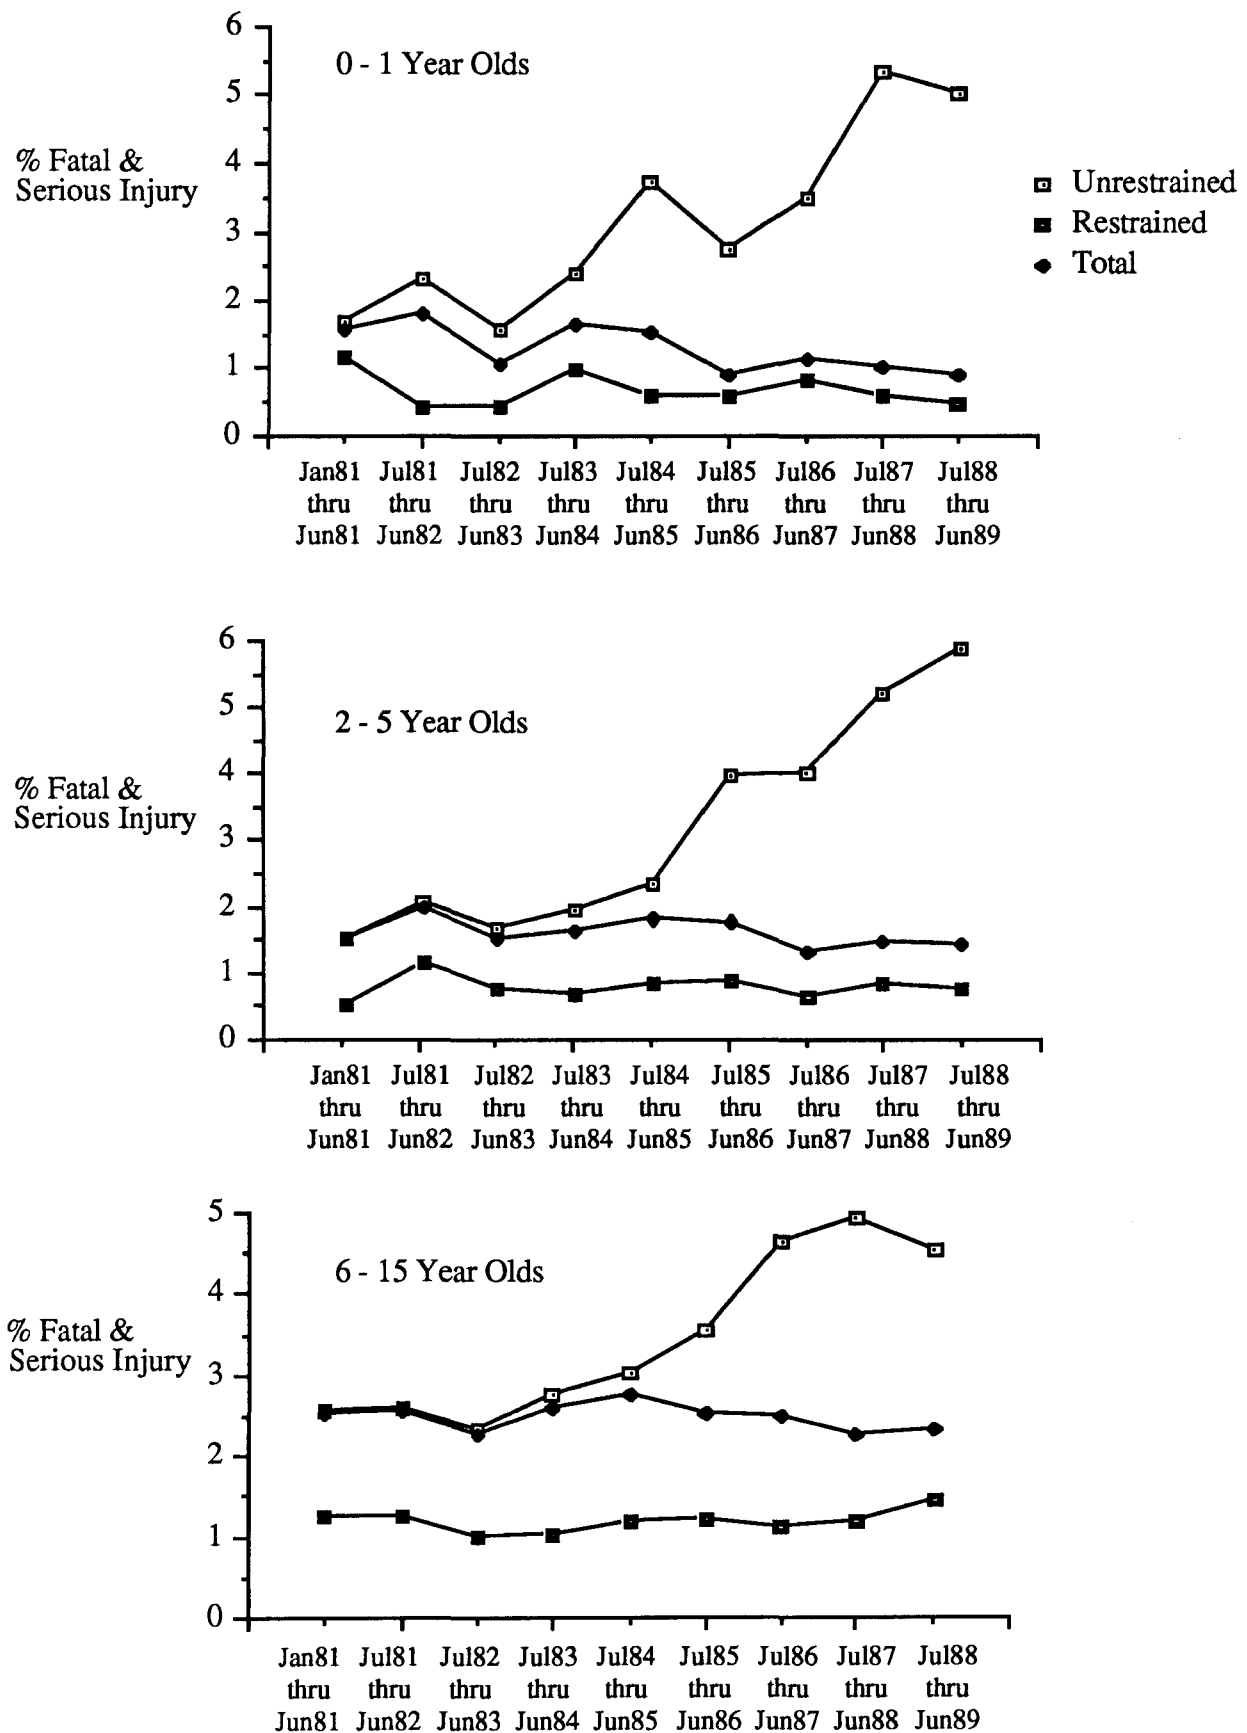 6
0 - 1 Year Olds
5
% Fatal &
Serious Injury
4
3
2
1
0
Unrestrained
Restrained
Total
Jan81 Jul81 Jul82 Jul83 Jul84 Jul85 Jul86 Jul87 Jul88
thru thru thru thru thru thru thru thru thru
Jun81 Jun82 Jun83 Jun84 Jun85 Jun86 Jun87 Jun88 Jun89
6
5
2 - 5 Year Olds
4
% Fatal &
Serious Injury
3
2
1
0
Jan81 Jul81 Jul82 Jul83 Jul84 Jul85 Jul86 Jul87 Jul88
thru thru thru thru thru thru thru thru thru
Jun81 Jun82 Jun83 Jun84 Jun85 Jun86 Jun87 Jun88 Jun89
5
6 - 15 Year Olds
4
% Fatal &
Serious Injury
3
2
1
0
Jan81 Jul81 Jul82 Jul83 Jul84 Jul85 Jul86 Jul87 Jul88
thru thru thru thru thru thru thru thru thru
Jun81 Jun82 Jun83 Jun84 Jun85 Jun86 Jun87 Jun88 Jun89